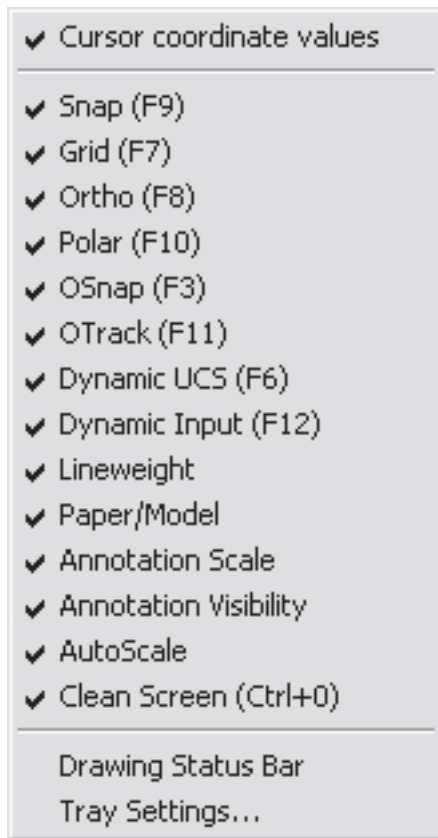 Cursor coordinate values
Snap (F9)
Grid (F7)
Ortho (F8)
Polar (F10)
OSnap (F3)
OTrack (F11)
Dynamic UCS (F6)
Dynamic Input (F12)
Lineweight
Paper/Model
Annotation Scale
Annotation Visibility
AutoScale
Clean Screen (Ctrl+0)
Drawing Status Bar
Tray Settings...